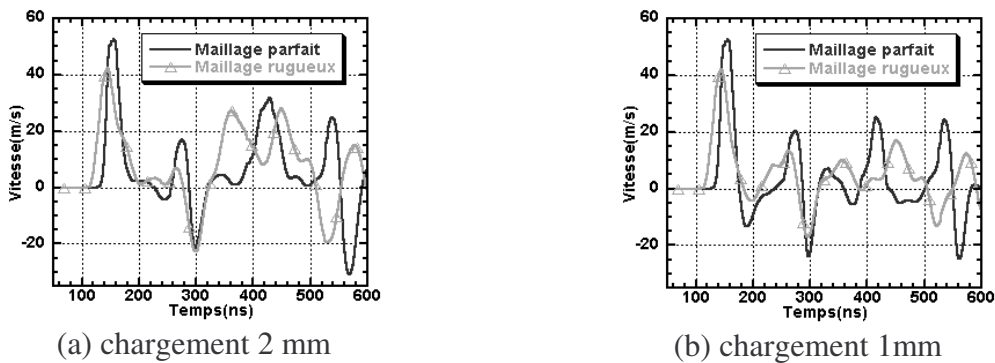 60
40
20
0
-20
Vitesse(m/s)
Maillage parfait
Maillage rugueux
100 200 300 400 500 600
Temps(ns)
(a) chargement 2 mm
60
40
20
0
-20
Vitesse(m/s)
Maillage parfait
Maillage rugueux
100 200 300 400 500 600
Temps(ns)
(b) chargement 1mm